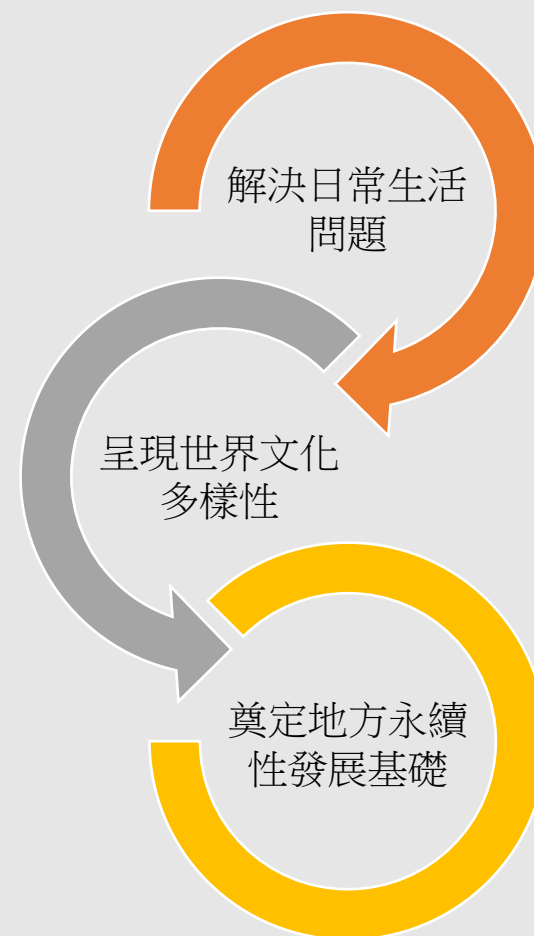 解決日常生活
問題
呈現世界文化
多樣性
奠定地方永續
性發展基礎